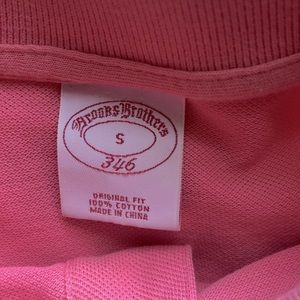 Brooks Brothers
S
346
ORIGINAL FIT
100% COTTON
MADE IN CHINA